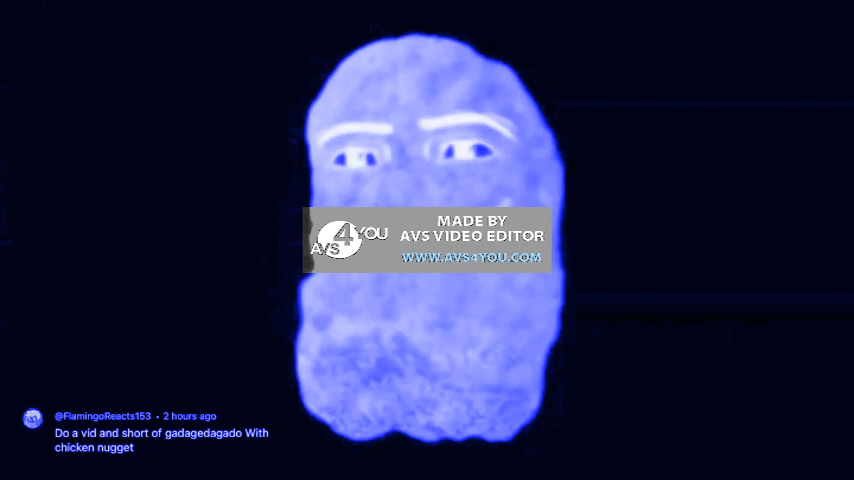 AVS4YOU
MADE BY
AVS VIDEO EDITOR
WWW.AVS4YOU.COM
@FlamingoReacts153 • 2 hours ago
Do a vid and short of gadagedagado With
chicken nugget